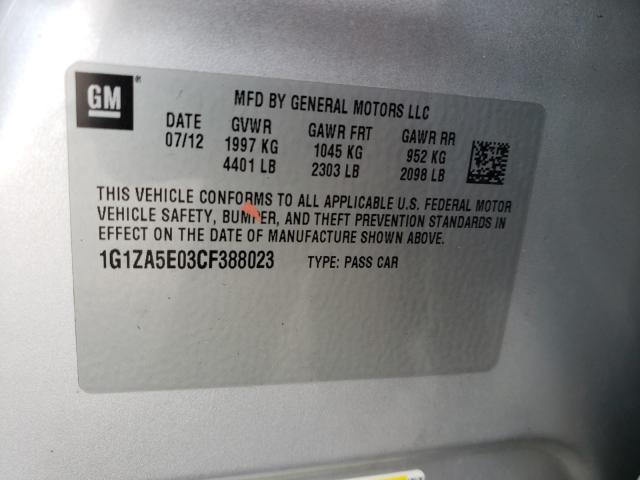 GM
MFD BY GENERAL MOTORS LLC
DATE GVWR GAWR FRT GAWR RR
07/12 1997 KG 1045 KG 952 KG
4401 LB 2303 LB 2098 LB
THIS VEHICLE CONFORMS TO ALL APPLICABLE U.S. FEDERAL MOTOR
VEHICLE SAFETY, BUMPER, AND THEFT PREVENTION STANDARDS IN
EFFECT ON THE DATE OF MANUFACTURE SHOWN ABOVE.
1G1ZA5E03CF388023 TYPE: PASS CAR